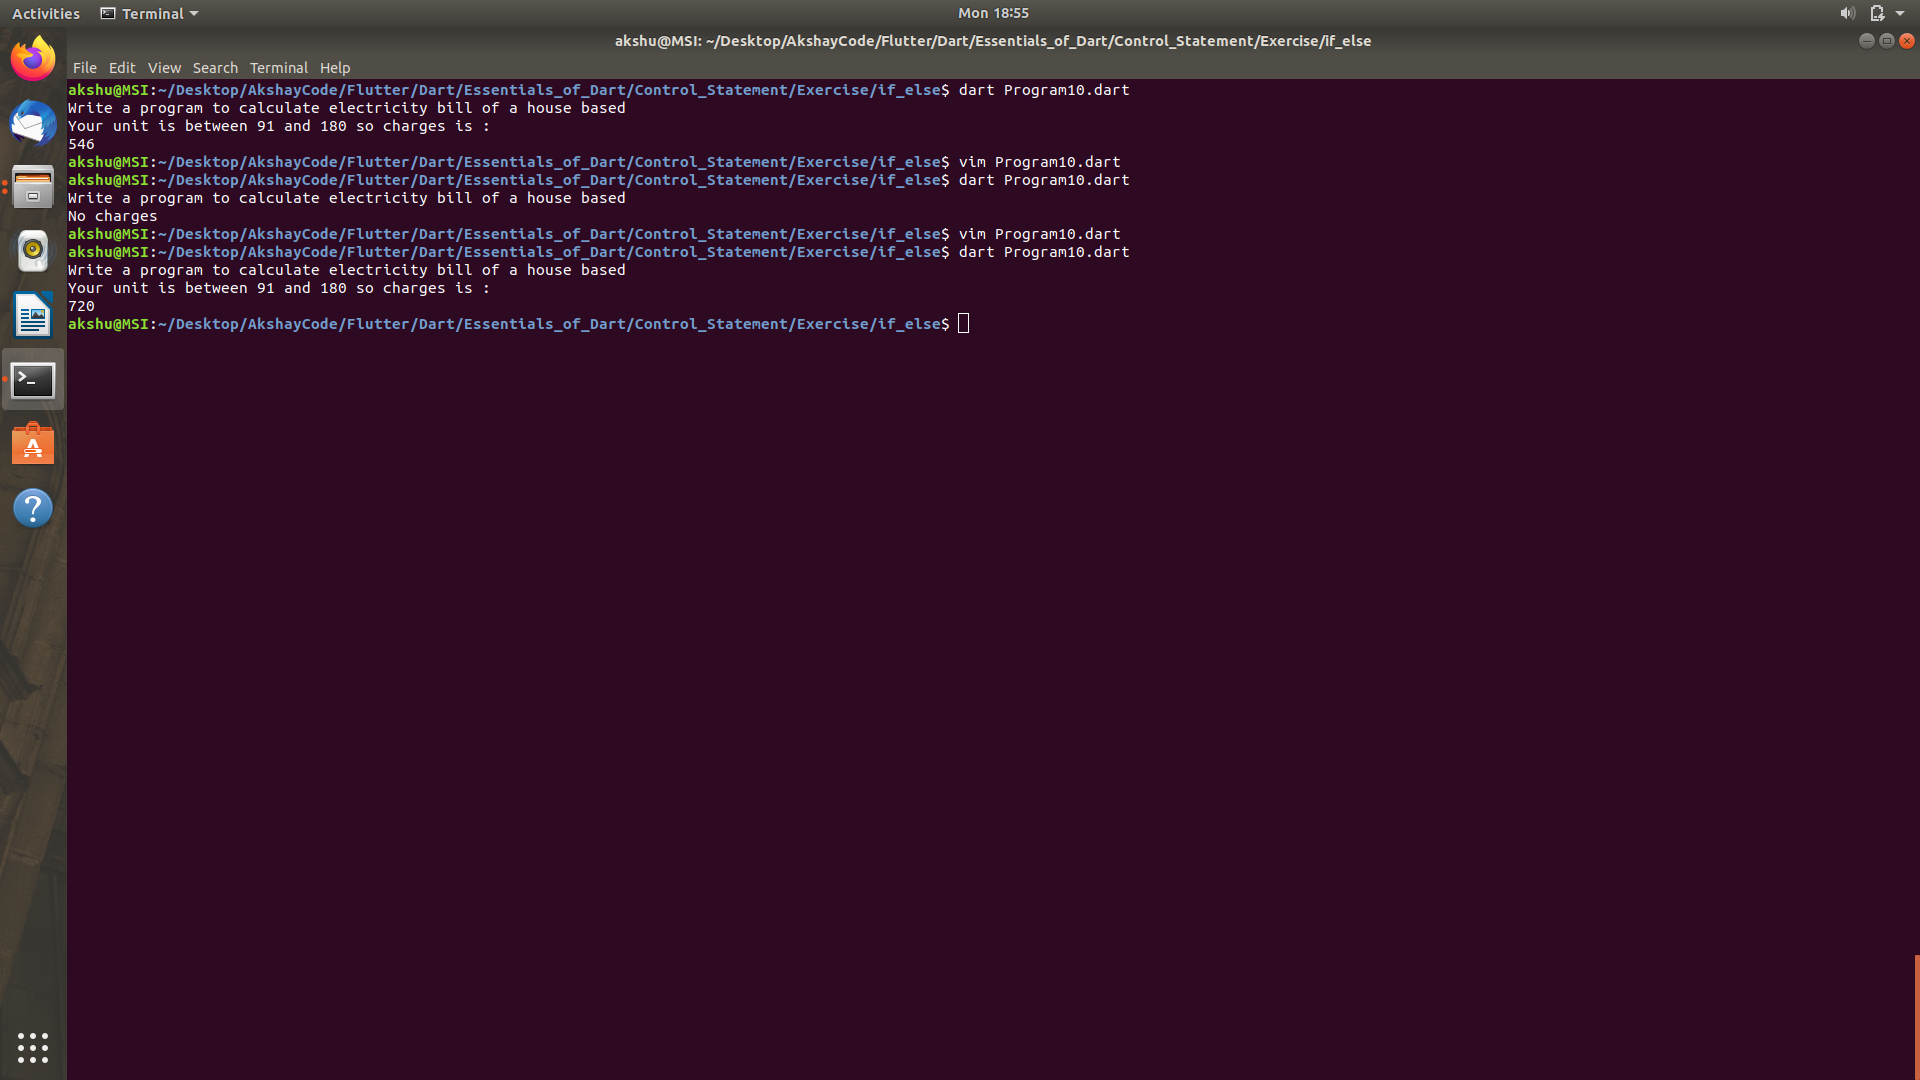 Activities Terminal Mon 18:55
akshu@MSI: ~/Desktop/AkshayCode/Flutter/Dart/Essentials_of_Dart/Control_Statement/Exercise/if_else
File Edit View Search Terminal Help
akshu@MSI:~/Desktop/AkshayCode/Flutter/Dart/Essentials_of_Dart/Control_Statement/Exercise/if_else$ dart Program10.dart
Write a program to calculate electricity bill of a house based
Your unit is between 91 and 180 so charges is :
546
akshu@MSI:~/Desktop/AkshayCode/Flutter/Dart/Essentials_of_Dart/Control_Statement/Exercise/if_else$ vim Program10.dart
akshu@MSI:~/Desktop/AkshayCode/Flutter/Dart/Essentials_of_Dart/Control_Statement/Exercise/if_else$ dart Program10.dart
Write a program to calculate electricity bill of a house based
No charges
akshu@MSI:~/Desktop/AkshayCode/Flutter/Dart/Essentials_of_Dart/Control_Statement/Exercise/if_else$ vim Program10.dart
akshu@MSI:~/Desktop/AkshayCode/Flutter/Dart/Essentials_of_Dart/Control_Statement/Exercise/if_else$ dart Program10.dart
Write a program to calculate electricity bill of a house based
Your unit is between 91 and 180 so charges is :
720
akshu@MSI:~/Desktop/AkshayCode/Flutter/Dart/Essentials_of_Dart/Control_Statement/Exercise/if_else$